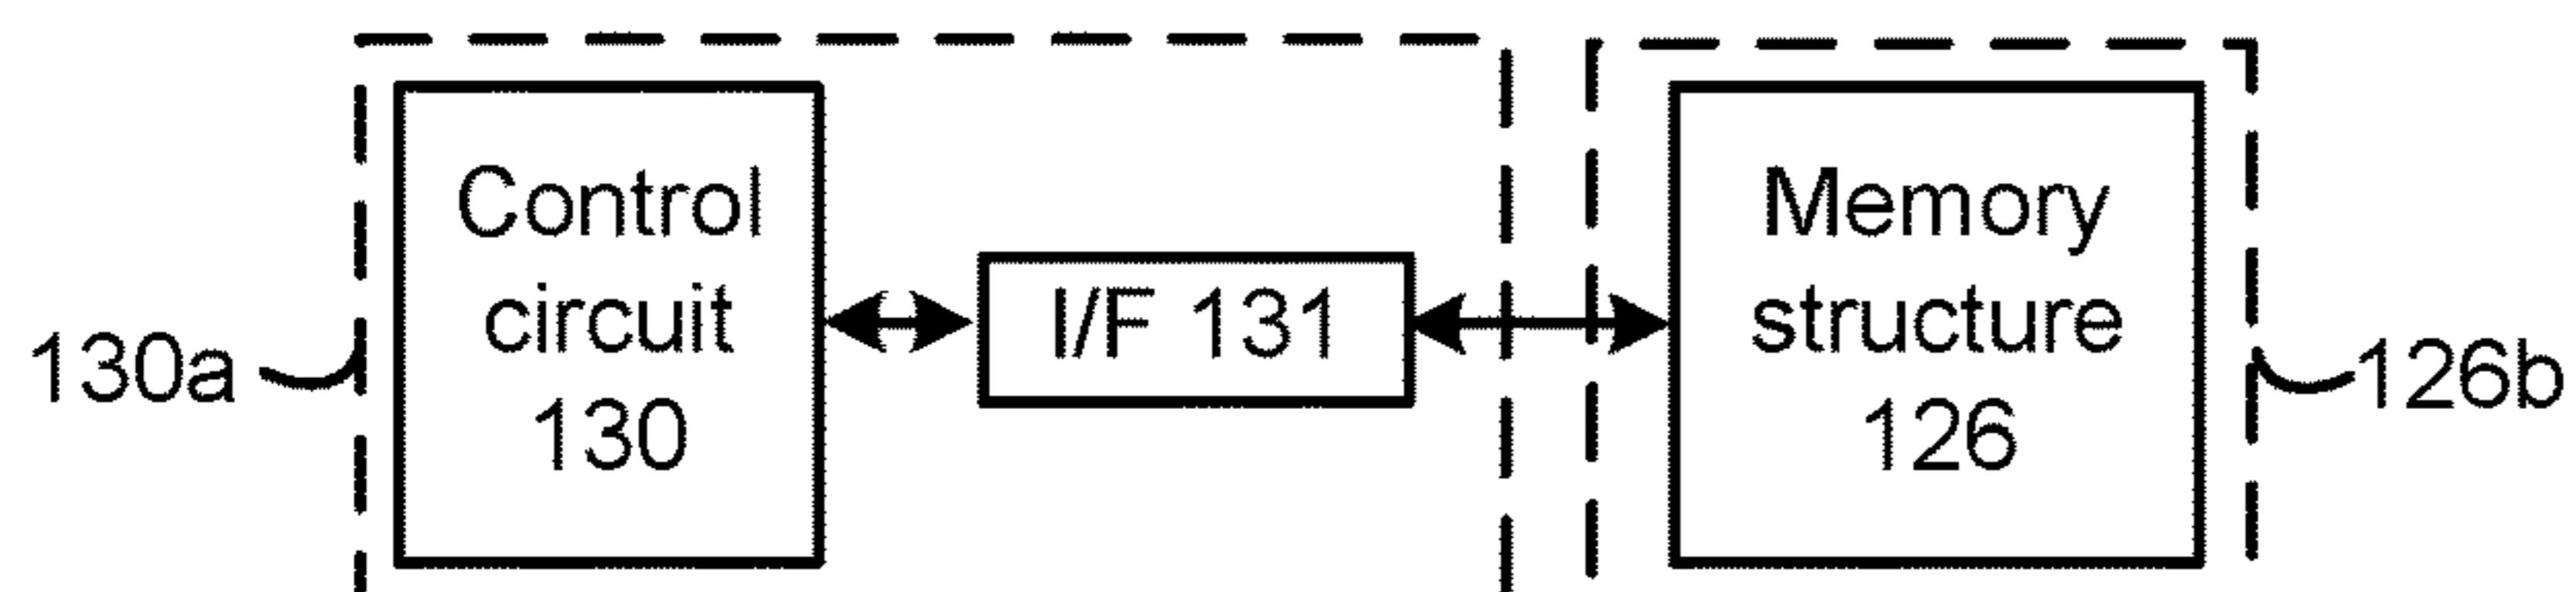 Control
circuit
130
I/F 131
Memory
structure
126
130a
126b